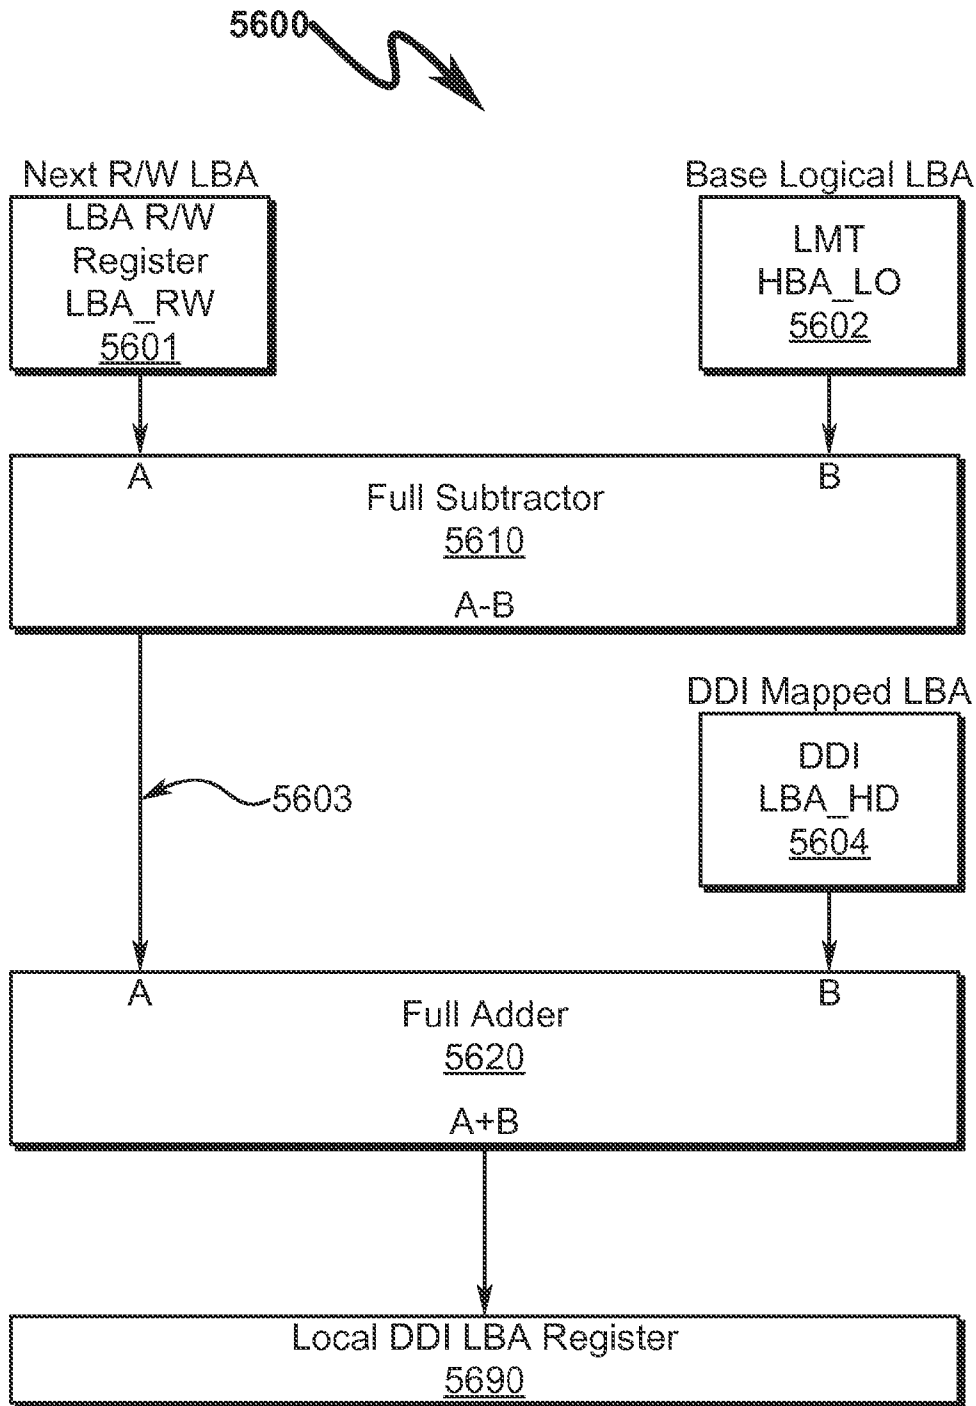 5600
Next R/W LBA
LBA R/W
Register
LBA_RW
5601
Base Logical LBA
LMT
HBA_LO
5602
A
B
Full Subtractor
5610
A-B
5603
DDI Mapped LBA
DDI
LBA_HD
5604
A
B
Full Adder
5620
A+B
Local DDI LBA Register
5690